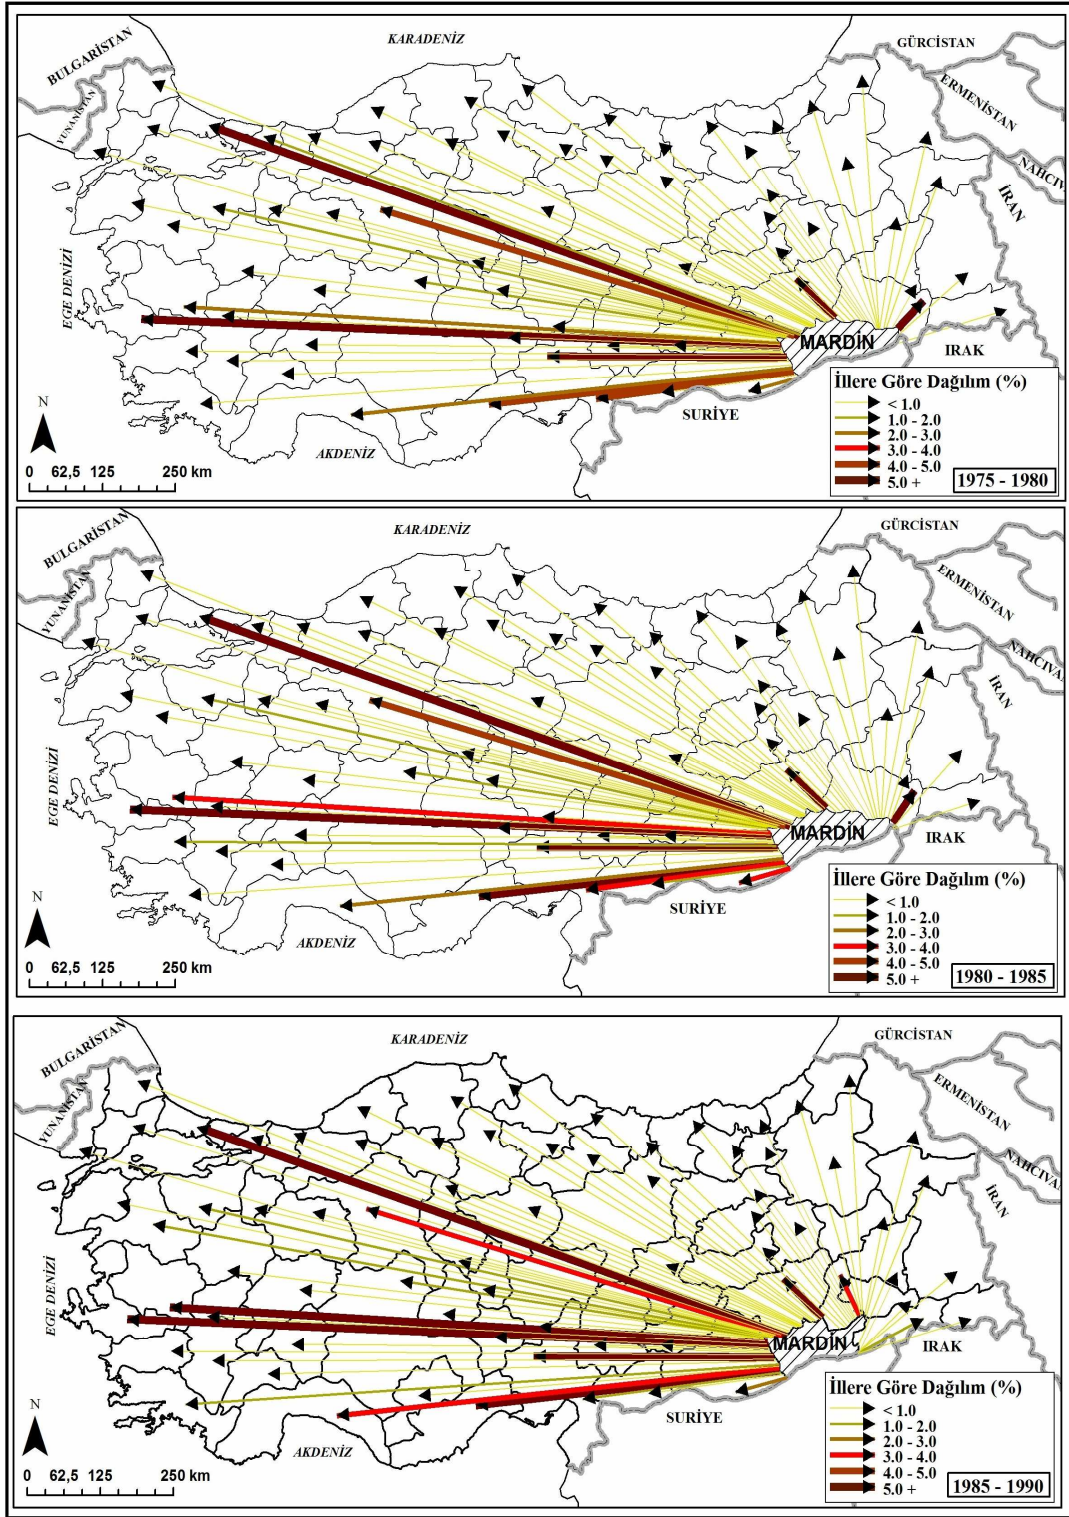 KARADENİZ
GÜRCİSTAN
BULGARİSTAN
YUNANİSTAN
ERMENİSTAN
NAHCIVA
İRAN
EGE DENİZİ
MARDİN
IRAK
SURİYE
AKDENİZ
N
0 62,5 125 250 km
İllere Göre Dağılım (%)
< 1.0
1.0 - 2.0
2.0 - 3.0
3.0 - 4.0
4.0 - 5.0
5.0 +
1975 - 1980
KARADENİZ
GÜRCİSTAN
BULGARİSTAN
YUNANİSTAN
ERMENİSTAN
NAHCIVAN
İRAN
EGE DENİZİ
MARDİN
IRAK
SURİYE
AKDENİZ
N
0 62,5 125 250 km
İllere Göre Dağılım (%)
< 1.0
1.0 - 2.0
2.0 - 3.0
3.0 - 4.0
4.0 - 5.0
5.0 +
1980 - 1985
KARADENİZ
GÜRCİSTAN
BULGARİSTAN
YUNANİSTAN
ERMENİSTAN
NAHCIVAN
İRAN
EGE DENİZİ
MARDİN
IRAK
SURİYE
AKDENİZ
N
0 62,5 125 250 km
İllere Göre Dağılım (%)
< 1.0
1.0 - 2.0
2.0 - 3.0
3.0 - 4.0
4.0 - 5.0
5.0 +
1985 - 1990